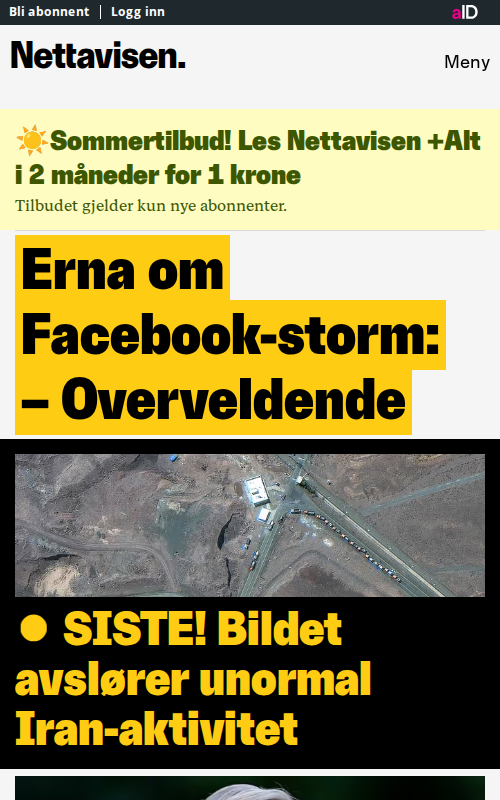 Bli abonnent
Logg inn
aID
Nettavisen.
Meny
Sommertilbud! Les Nettavisen +Alt
i 2 måneder for 1 krone
Tilbudet gjelder kun nye abonnenter.
Erna om
Facebook-storm:
– Overveldende
SISTE! Bildet
avslører unormal
Iran-aktivitet